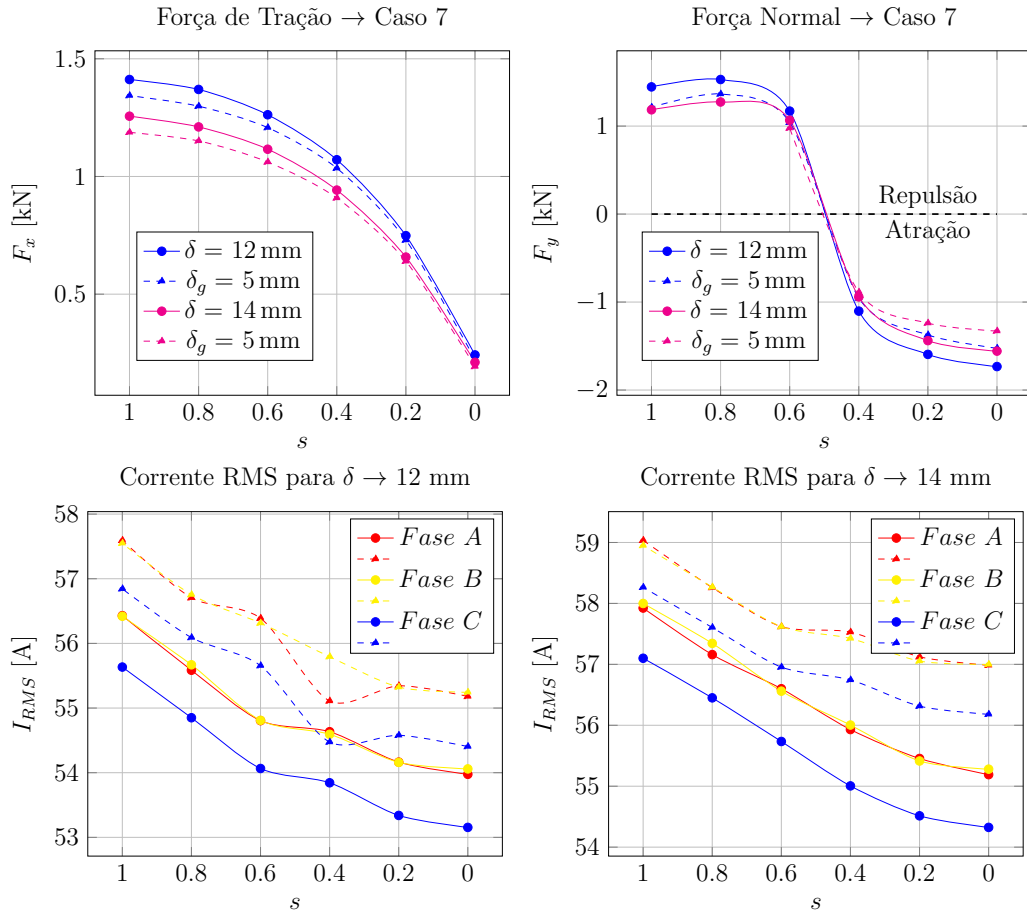 Força de Tração → Caso 7
1.5
1
0.5
F_x [kN]
δ = 12 mm
δ_g = 5 mm
δ = 14 mm
δ_g = 5 mm
1 0.8 0.6 0.4 0.2 0
s
Força Normal → Caso 7
1
0
−1
−2
F_y [kN]
Repulsão
Atração
δ = 12 mm
δ_g = 5 mm
δ = 14 mm
δ_g = 5 mm
1 0.8 0.6 0.4 0.2 0
s
Corrente RMS para δ → 12 mm
58
57
56
55
54
53
I_{RMS} [A]
Fase A
Fase B
Fase C
1 0.8 0.6 0.4 0.2 0
s
Corrente RMS para δ → 14 mm
59
58
57
56
55
54
I_{RMS} [A]
Fase A
Fase B
Fase C
1 0.8 0.6 0.4 0.2 0
s